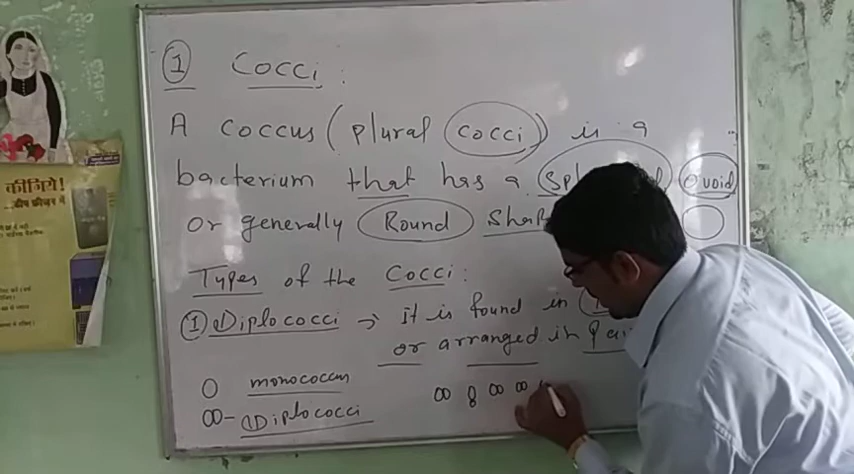 1 Cocci :
A coccus (plural cocci) is a
bacterium that has a ovoid
or generally Round
Types of the Cocci :
1 Diplococci → it is found in
or arranged in
monococcus
Diplococci
कीजिये!